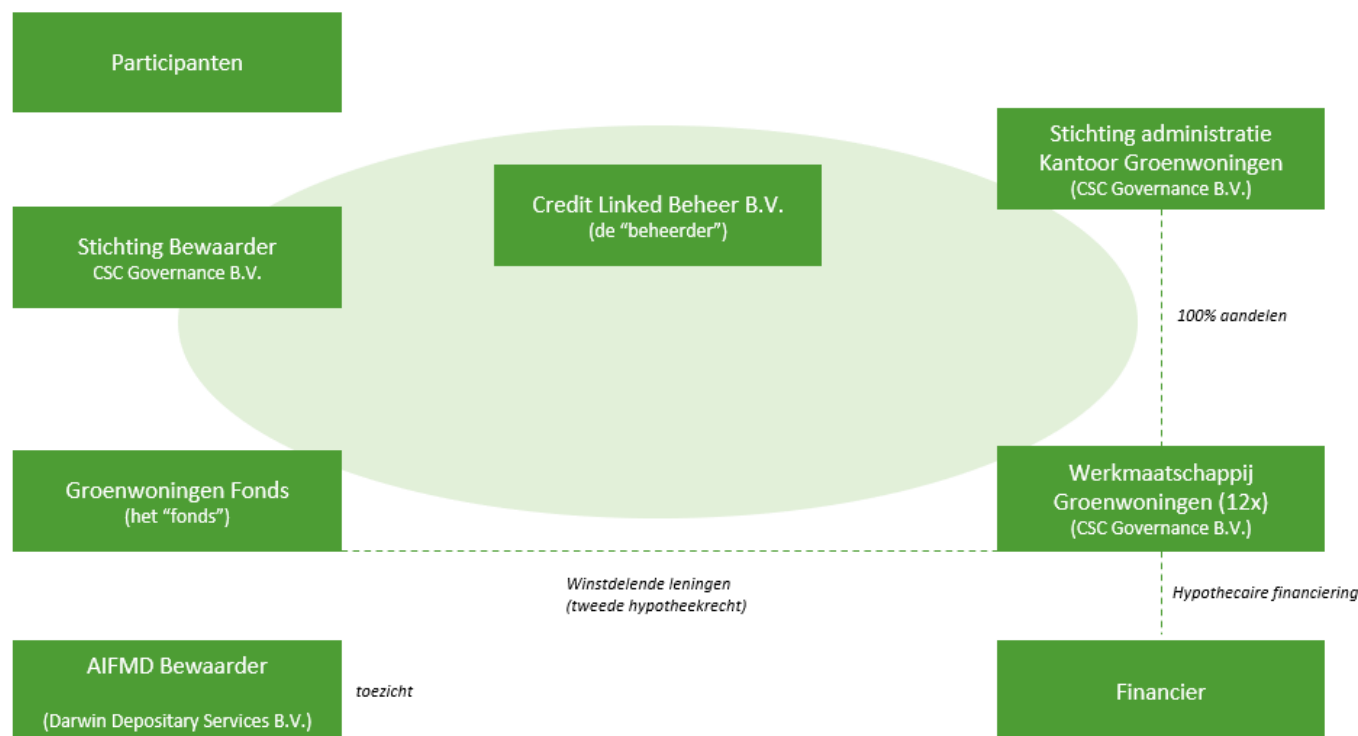 Participanten
Stichting administratie
Kantoor Groenwoningen
(CSC Governance B.V.)
Credit Linked Beheer B.V.
(de “beheerder”)
Stichting Bewaarder
CSC Governance B.V.
100% aandelen
Groenwoningen Fonds
(het “fonds”)
Werkmaatschappij
Groenwoningen (12x)
(CSC Governance B.V.)
Winstdelende leningen
(tweede hypotheekrecht)
Hypothecaire financiering
AIFMD Bewaarder
(Darwin Depositary Services B.V.)
toezicht
Financier